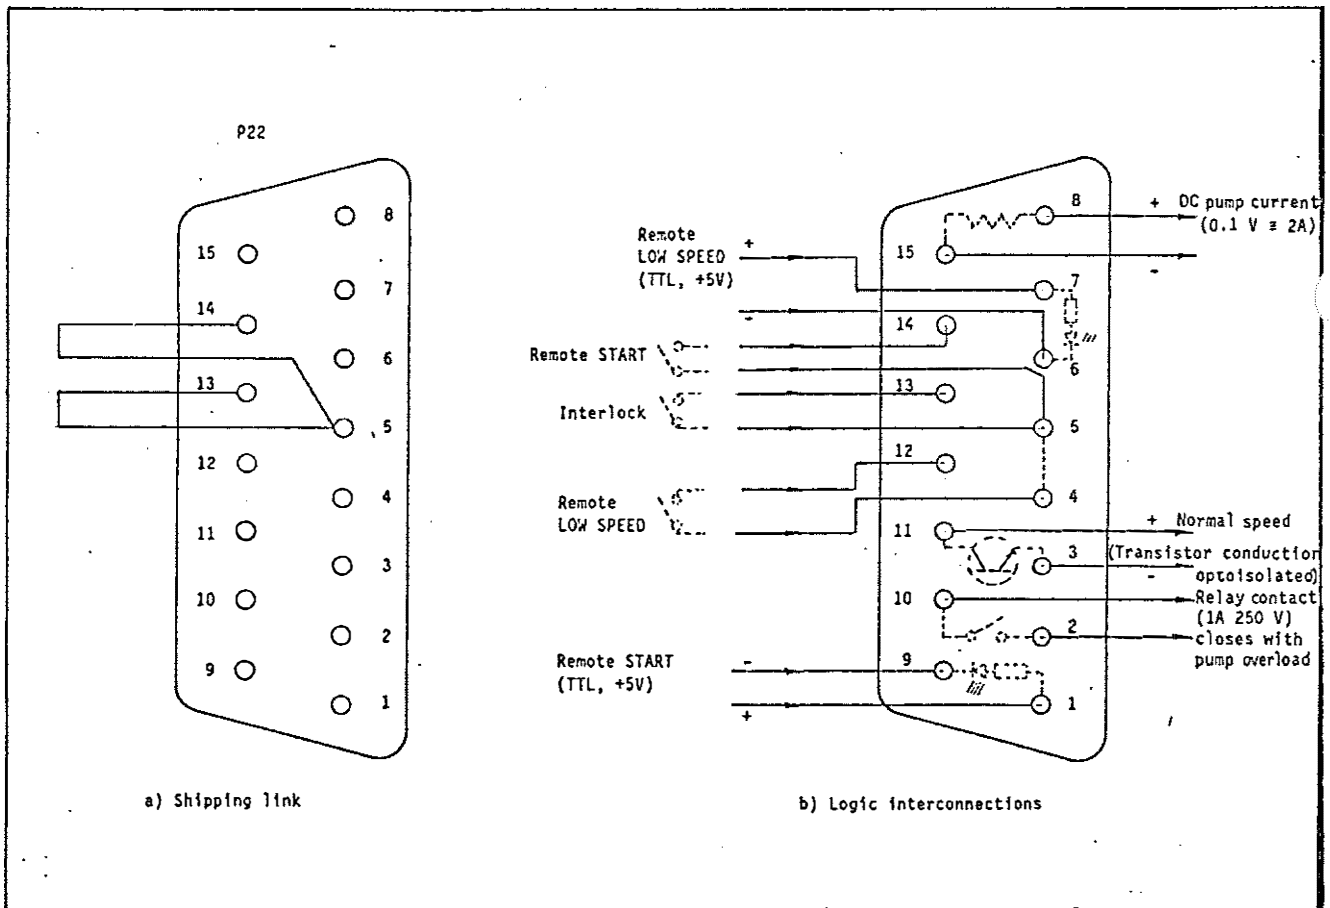 P22
8
15
7
14
6
13
5
12
4
11
3
10
2
9
1
a) Shipping link
8
+ DC pump current
(0.1 V ≡ 2A)
-
Remote
LOW SPEED
(TTL, +5V)
+
-
15
7
14
Remote START
6
13
Interlock
5
12
Remote
LOW SPEED
4
11
+ Normal speed
3
(Transistor conduction
- optoisolated)
10
Relay contact
(1A 250 V)
closes with
pump overload
2
9
Remote START
(TTL, +5V)
-
+
1
b) Logic interconnections